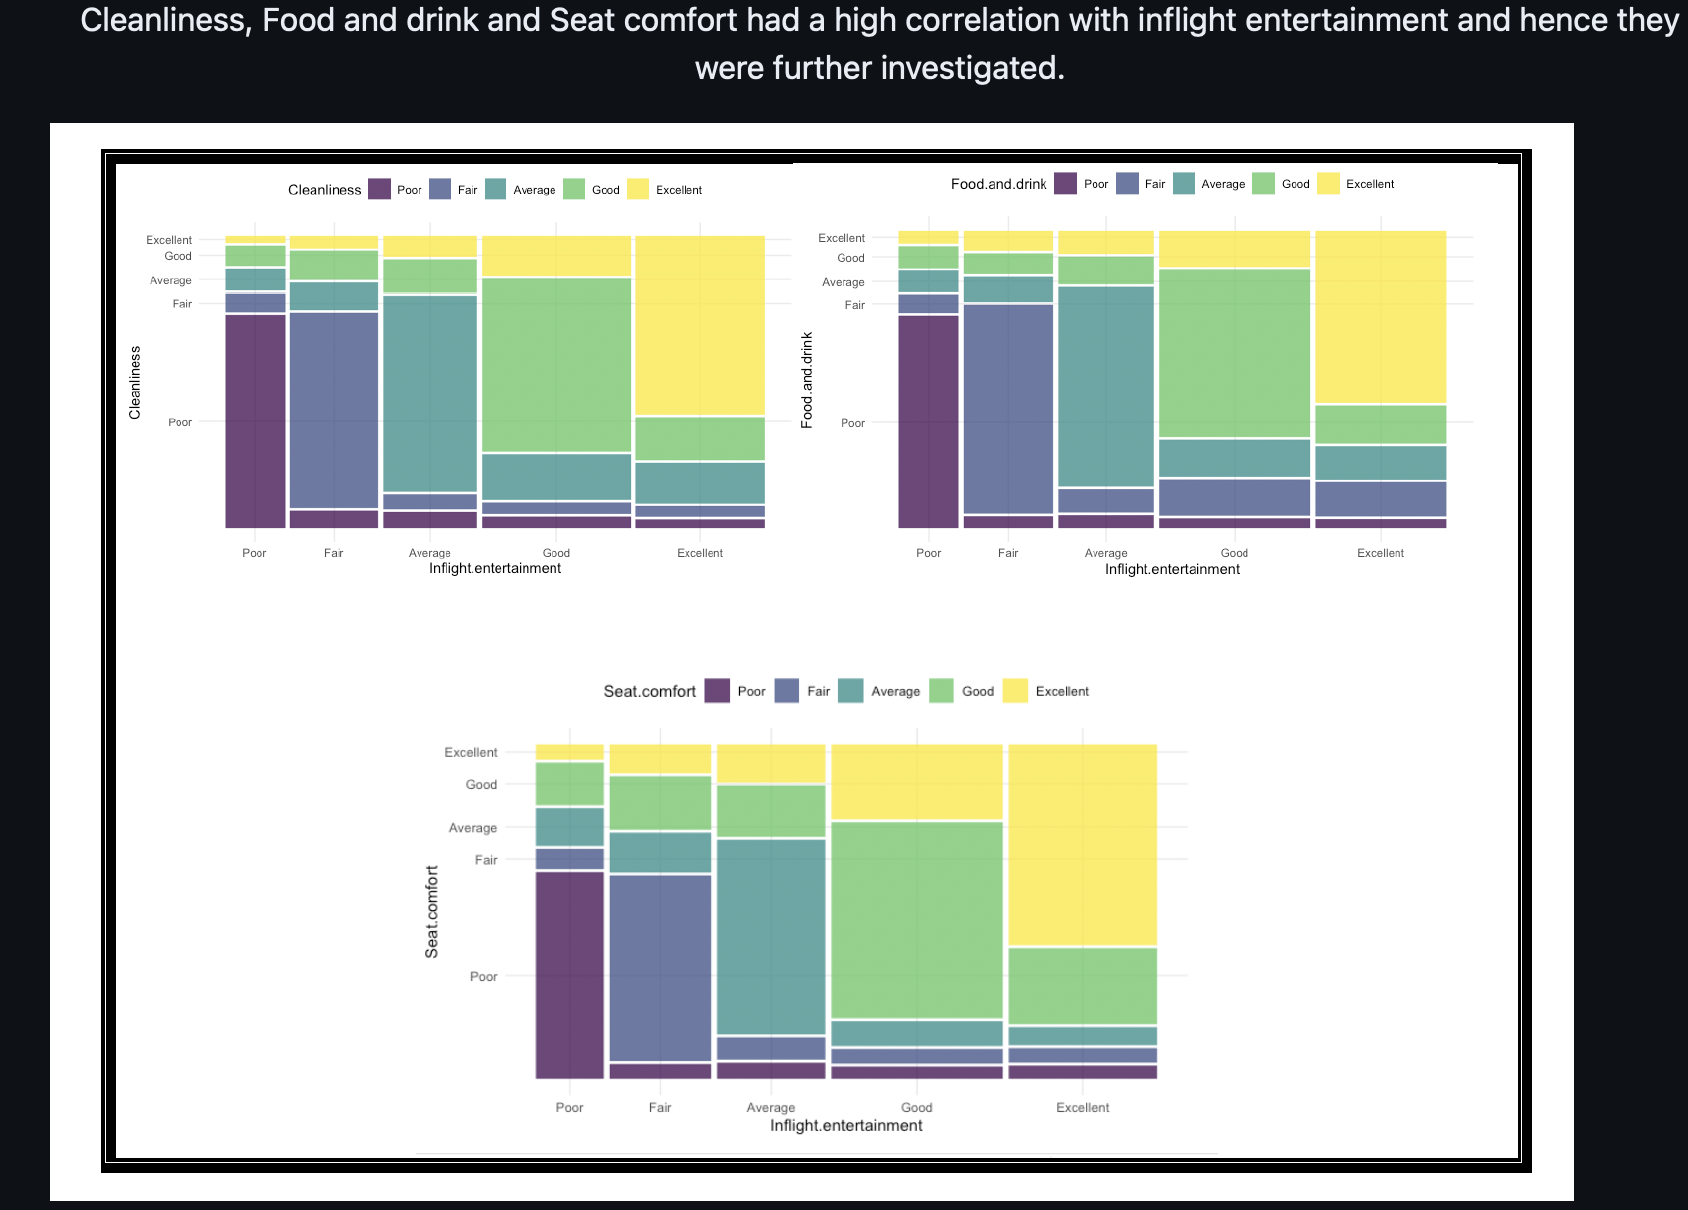 Cleanliness, Food and drink and Seat comfort had a high correlation with inflight entertainment and hence they
were further investigated.
Cleanliness Poor Fair Average Good Excellent
Excellent
Good
Average
Fair
Poor
Cleanliness
Poor Fair Average Good Excellent
Inflight.entertainment
Food.and.drink Poor Fair Average Good Excellent
Excellent
Good
Average
Fair
Poor
Food.and.drink
Poor Fair Average Good Excellent
Inflight.entertainment
Seat.comfort Poor Fair Average Good Excellent
Excellent
Good
Average
Fair
Poor
Seat.comfort
Poor Fair Average Good Excellent
Inflight.entertainment